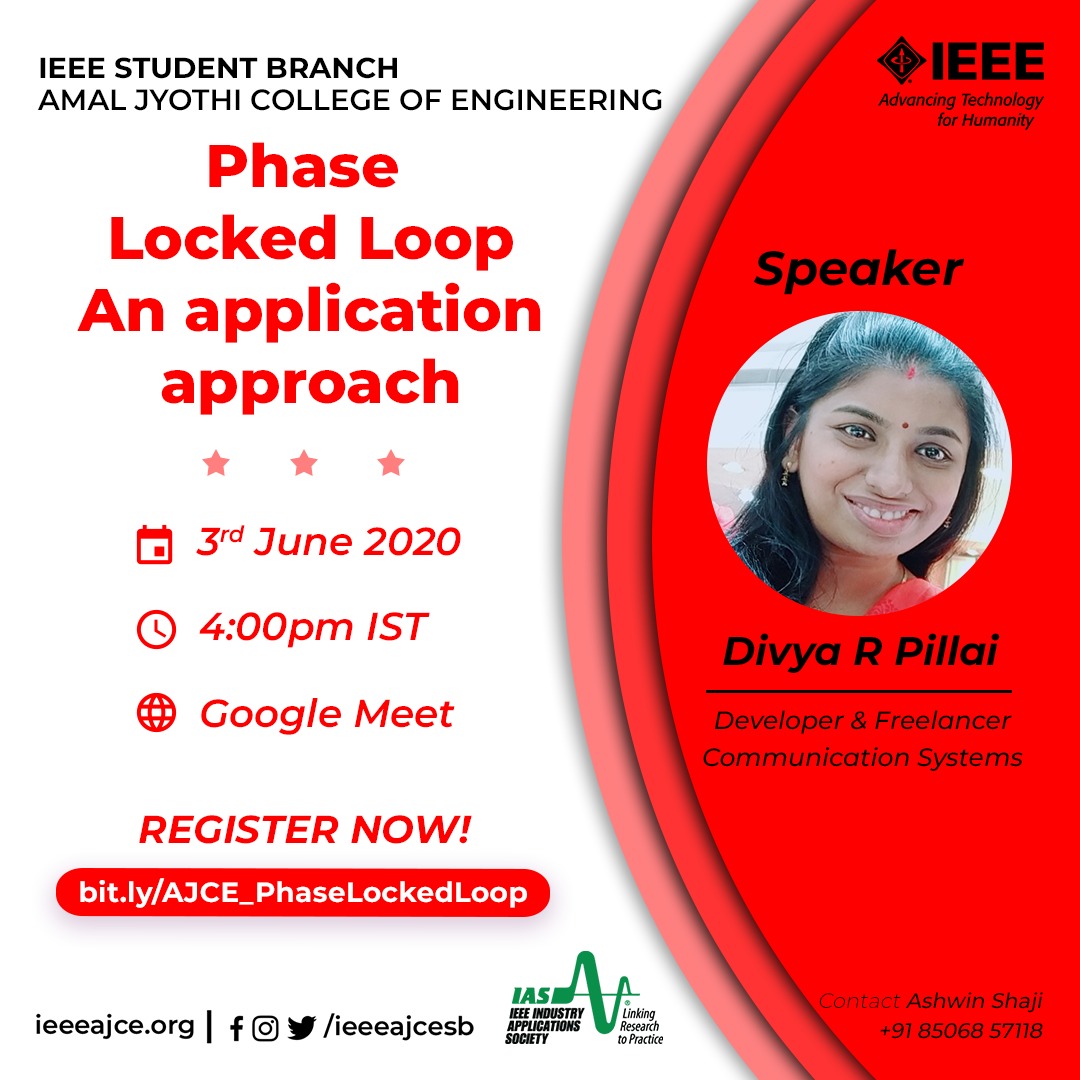 IEEE STUDENT BRANCH
AMAL JYOTHI COLLEGE OF ENGINEERING
IEEE
Advancing Technology
for Humanity
Phase
Locked Loop
An application
approach
3rd June 2020
4:00pm IST
Google Meet
REGISTER NOW!
bit.ly/AJCE_PhaseLockedLoop
Speaker
Divya R Pillai
Developer & Freelancer
Communication Systems
ieeeajce.org | /ieeeajcesb
IAS
IEEE INDUSTRY
APPLICATIONS
SOCIETY
®
Linking
Research
to Practice
Contact Ashwin Shaji
+91 85068 57118